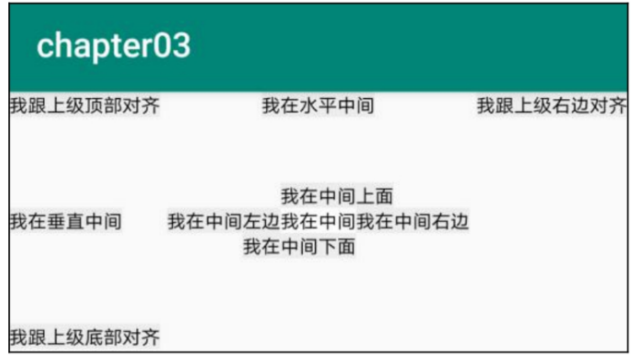 chapter03
我跟上级顶部对齐 我在水平中间 我跟上级右边对齐
我在中间上面
我在垂直中间 我在中间左边我在中间我在中间右边
我在中间下面
我跟上级底部对齐